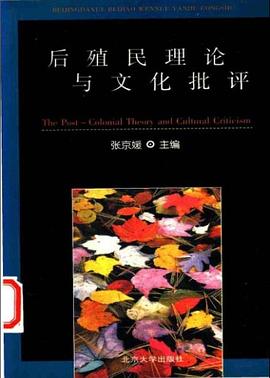 BEIJINGDAXUE BIJIAO WENXUE YANJIU CONGSHU
后殖民理论
与文化批评
The Post－Colonial Theory and Cultural Criticism
张京媛⊙主编
北京大学出版社